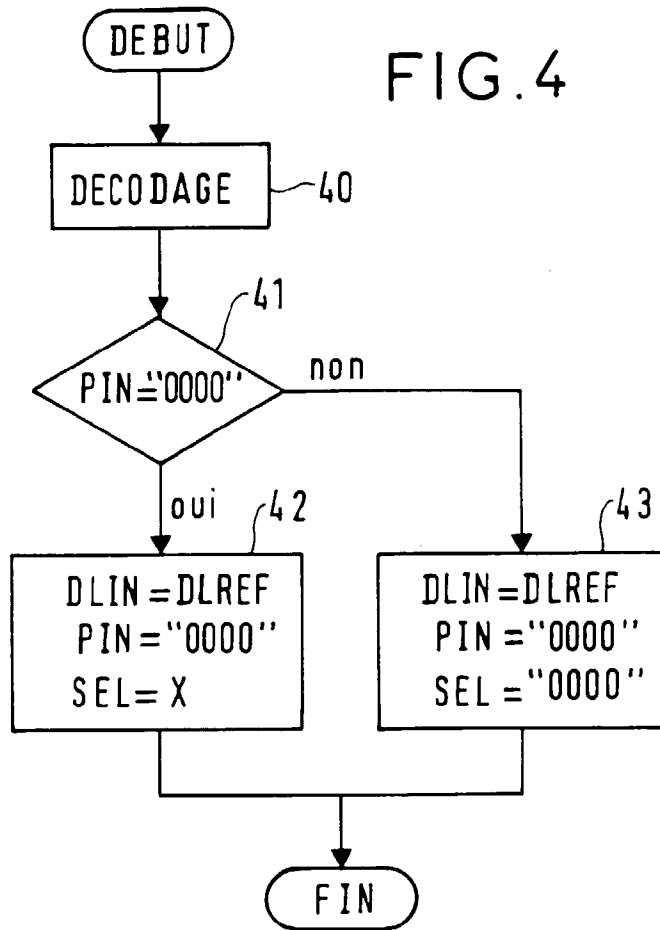 DEBUT
FIG.4
DECODAGE
40
41
PIN="0000"
non
oui
42
43
DLIN=DLREF
PIN="0000"
SEL=X
DLIN=DLREF
PIN="0000"
SEL="0000"
FIN